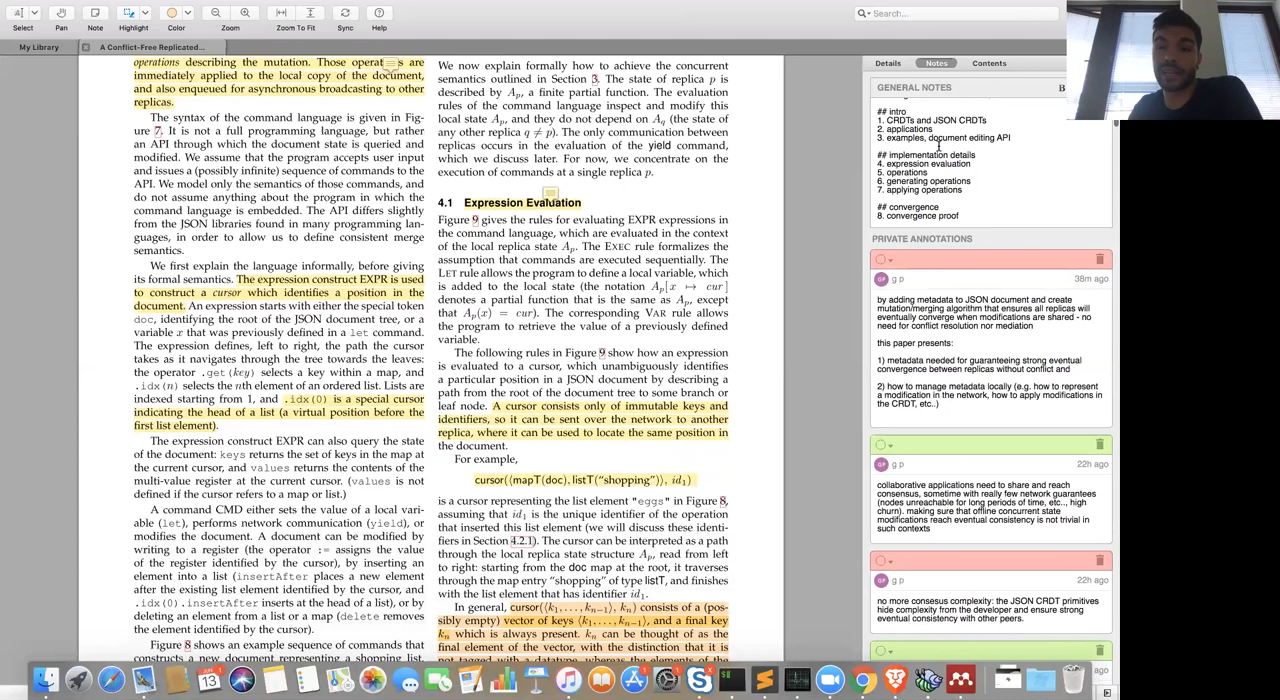 Select
Pan
Note
Highlight
Color
Zoom
Zoom To Fit
Sync
Help
Search...
My Library
A Conflict-Free Replicated...
operations describing the mutation. Those operat s are
immediately applied to the local copy of the document,
and also enqueued for asynchronous broadcasting to other
replicas.
The syntax of the command language is given in Fig-
ure 7. It is not a full programming language, but rather
an API through which the document state is queried and
modified. We assume that the program accepts user input
and issues a (possibly infinite) sequence of commands to the
API. We model only the semantics of those commands, and
do not assume anything about the program in which the
command language is embedded. The API differs slightly
from the JSON libraries found in many programming lan-
guages, in order to allow us to define consistent merge
semantics.
We first explain the language informally, before giving
its formal semantics. The expression construct EXPR is used
to construct a cursor which identifies a position in the
document. An expression starts with either the special token
doc, identifying the root of the JSON document tree, or a
variable x that was previously defined in a let command.
The expression defines, left to right, the path the cursor
takes as it navigates through the tree towards the leaves:
the operator .get(key) selects a key within a map, and
.idx(n) selects the nth element of an ordered list. Lists are
indexed starting from 1, and .idx(0) is a special cursor
indicating the head of a list (a virtual position before the
first list element).
The expression construct EXPR can also query the state
of the document: keys returns the set of keys in the map at
the current cursor, and values returns the contents of the
multi-value register at the current cursor. (values is not
defined if the cursor refers to a map or list.)
A command CMD either sets the value of a local vari-
able (let), performs network communication (yield), or
modifies the document. A document can be modified by
writing to a register (the operator := assigns the value
of the register identified by the cursor), by inserting an
element into a list (insertAfter places a new element
after the existing list element identified by the cursor, and
.idx(0).insertAfter inserts at the head of a list), or by
deleting an element from a list or a map (delete removes
the element identified by the cursor).
Figure 8 shows an example sequence of commands that
constructs a new document representing a shopping list.
We now explain formally how to achieve the concurrent
semantics outlined in Section 3. The state of replica p is
described by Ap, a finite partial function. The evaluation
rules of the command language inspect and modify this
local state Ap, and they do not depend on Aq (the state of
any other replica q ≠ p). The only communication between
replicas occurs in the evaluation of the yield command,
which we discuss later. For now, we concentrate on the
execution of commands at a single replica p.
4.1 Expression Evaluation
Figure 9 gives the rules for evaluating EXPR expressions in
the command language, which are evaluated in the context
of the local replica state Ap. The EXEC rule formalizes the
assumption that commands are executed sequentially. The
LET rule allows the program to define a local variable, which
is added to the local state (the notation Ap[x ↦ cur]
denotes a partial function that is the same as Ap, except
that Ap(x) = cur). The corresponding VAR rule allows
the program to retrieve the value of a previously defined
variable.
The following rules in Figure 9 show how an expression
is evaluated to a cursor, which unambiguously identifies
a particular position in a JSON document by describing a
path from the root of the document tree to some branch or
leaf node. A cursor consists only of immutable keys and
identifiers, so it can be sent over the network to another
replica, where it can be used to locate the same position in
the document.
For example,
cursor(⟨mapT(doc), listT("shopping")⟩, id1)
is a cursor representing the list element "eggs" in Figure 8,
assuming that id1 is the unique identifier of the operation
that inserted this list element (we will discuss these identi-
fiers in Section 4.2.1). The cursor can be interpreted as a path
through the local replica state structure Ap, read from left
to right: starting from the doc map at the root, it traverses
through the map entry "shopping" of type listT, and finishes
with the list element that has identifier id1.
In general, cursor(⟨k1, ..., kn−1⟩, kn) consists of a (pos-
sibly empty) vector of keys ⟨k1, ..., kn−1⟩, and a final key
kn which is always present. kn can be thought of as the
final element of the vector, with the distinction that it is
not tagged with a datatype, whereas the elements of the
Details
Notes
Contents
GENERAL NOTES
B
## intro
1. CRDTs and JSON CRDTs
2. applications
3. examples, document editing API
## implementation details
4. expression evaluation
5. operations
6. generating operations
7. applying operations
## convergence
8. convergence proof
PRIVATE ANNOTATIONS
GP g p 38m ago
by adding metadata to JSON document and create
mutation/merging algorithm that ensures all replicas will
eventually converge when modifications are shared - no
need for conflict resolution nor mediation
this paper presents:
1) metadata needed for guaranteeing strong eventual
convergence between replicas without conflict and
2) how to manage metadata locally (e.g. how to represent
a modification in the network, how to apply modifications in
the CRDT, etc..)
GP g p 22h ago
collaborative applications need to share and reach
consensus, sometime with really few network guarantees
(nodes unreachable for long periods of time, etc..., high
churn). making sure that offline concurrent state
modifications reach eventual consistency is not trivial in
such contexts
GP g p 22h ago
no more consesus complexity: the JSON CRDT primitives
hide complexity from the developer and ensure strong
eventual consistency with other peers.
ago
13